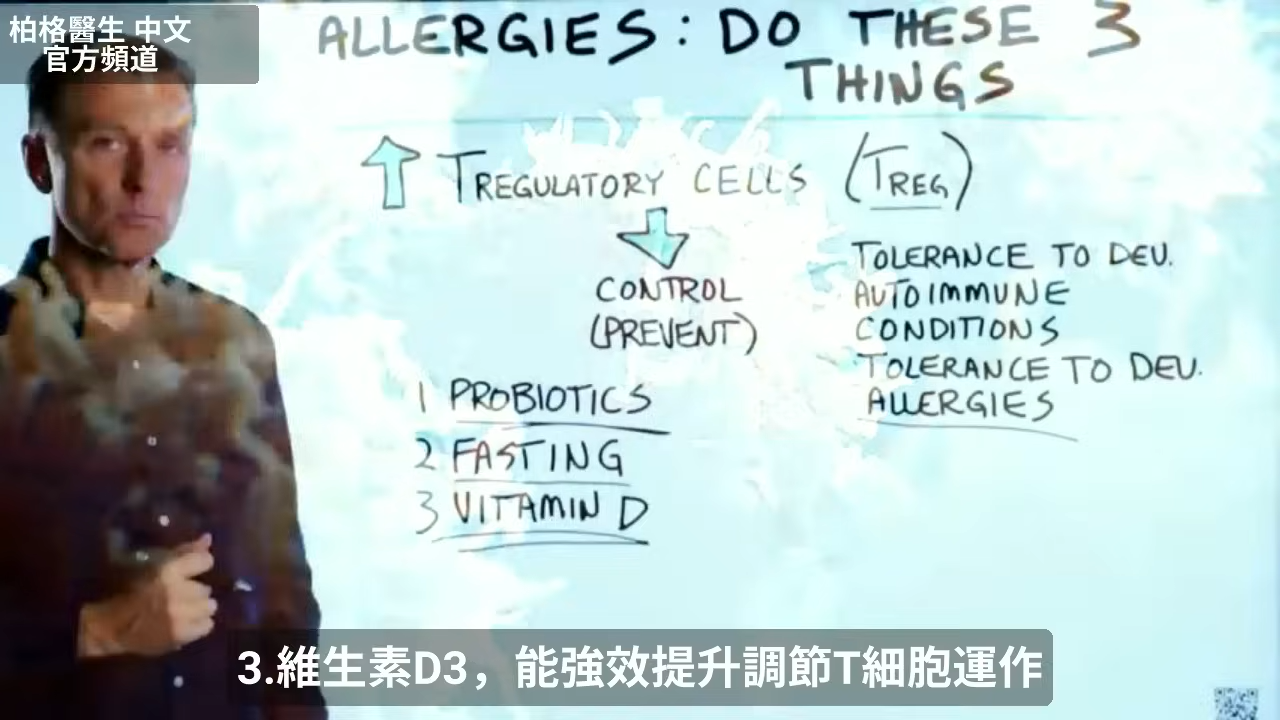 柏格醫生 中文
官方頻道
ALLERGIES: DO THESE 3
THINGS
TREGULATORY CELLS (TREG)
CONTROL
(PREVENT)
TOLERANCE TO DEV.
AUTOIMMUNE
CONDITIONS
TOLERANCE TO DEV.
ALLERGIES
1 PROBIOTICS
2 FASTING
3 VITAMIN D
3.維生素D3，能強效提升調節T細胞運作